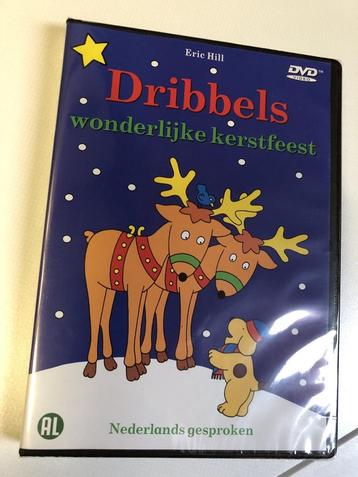 Eric Hill
DVD
VIDEO
Dribbels
wonderlijke kerstfeest
AL
Nederlands gesproken